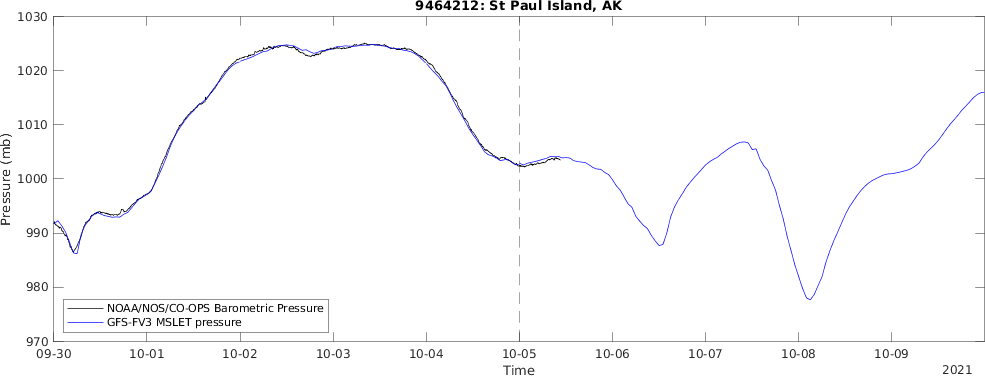 9464212: St Paul Island, AK
Pressure (mb)
1030
1020
1010
1000
990
980
970
NOAA/NOS/CO-OPS Barometric Pressure
GFS-FV3 MSLET pressure
09-30 10-01 10-02 10-03 10-04 10-05 10-06 10-07 10-08 10-09
Time
2021